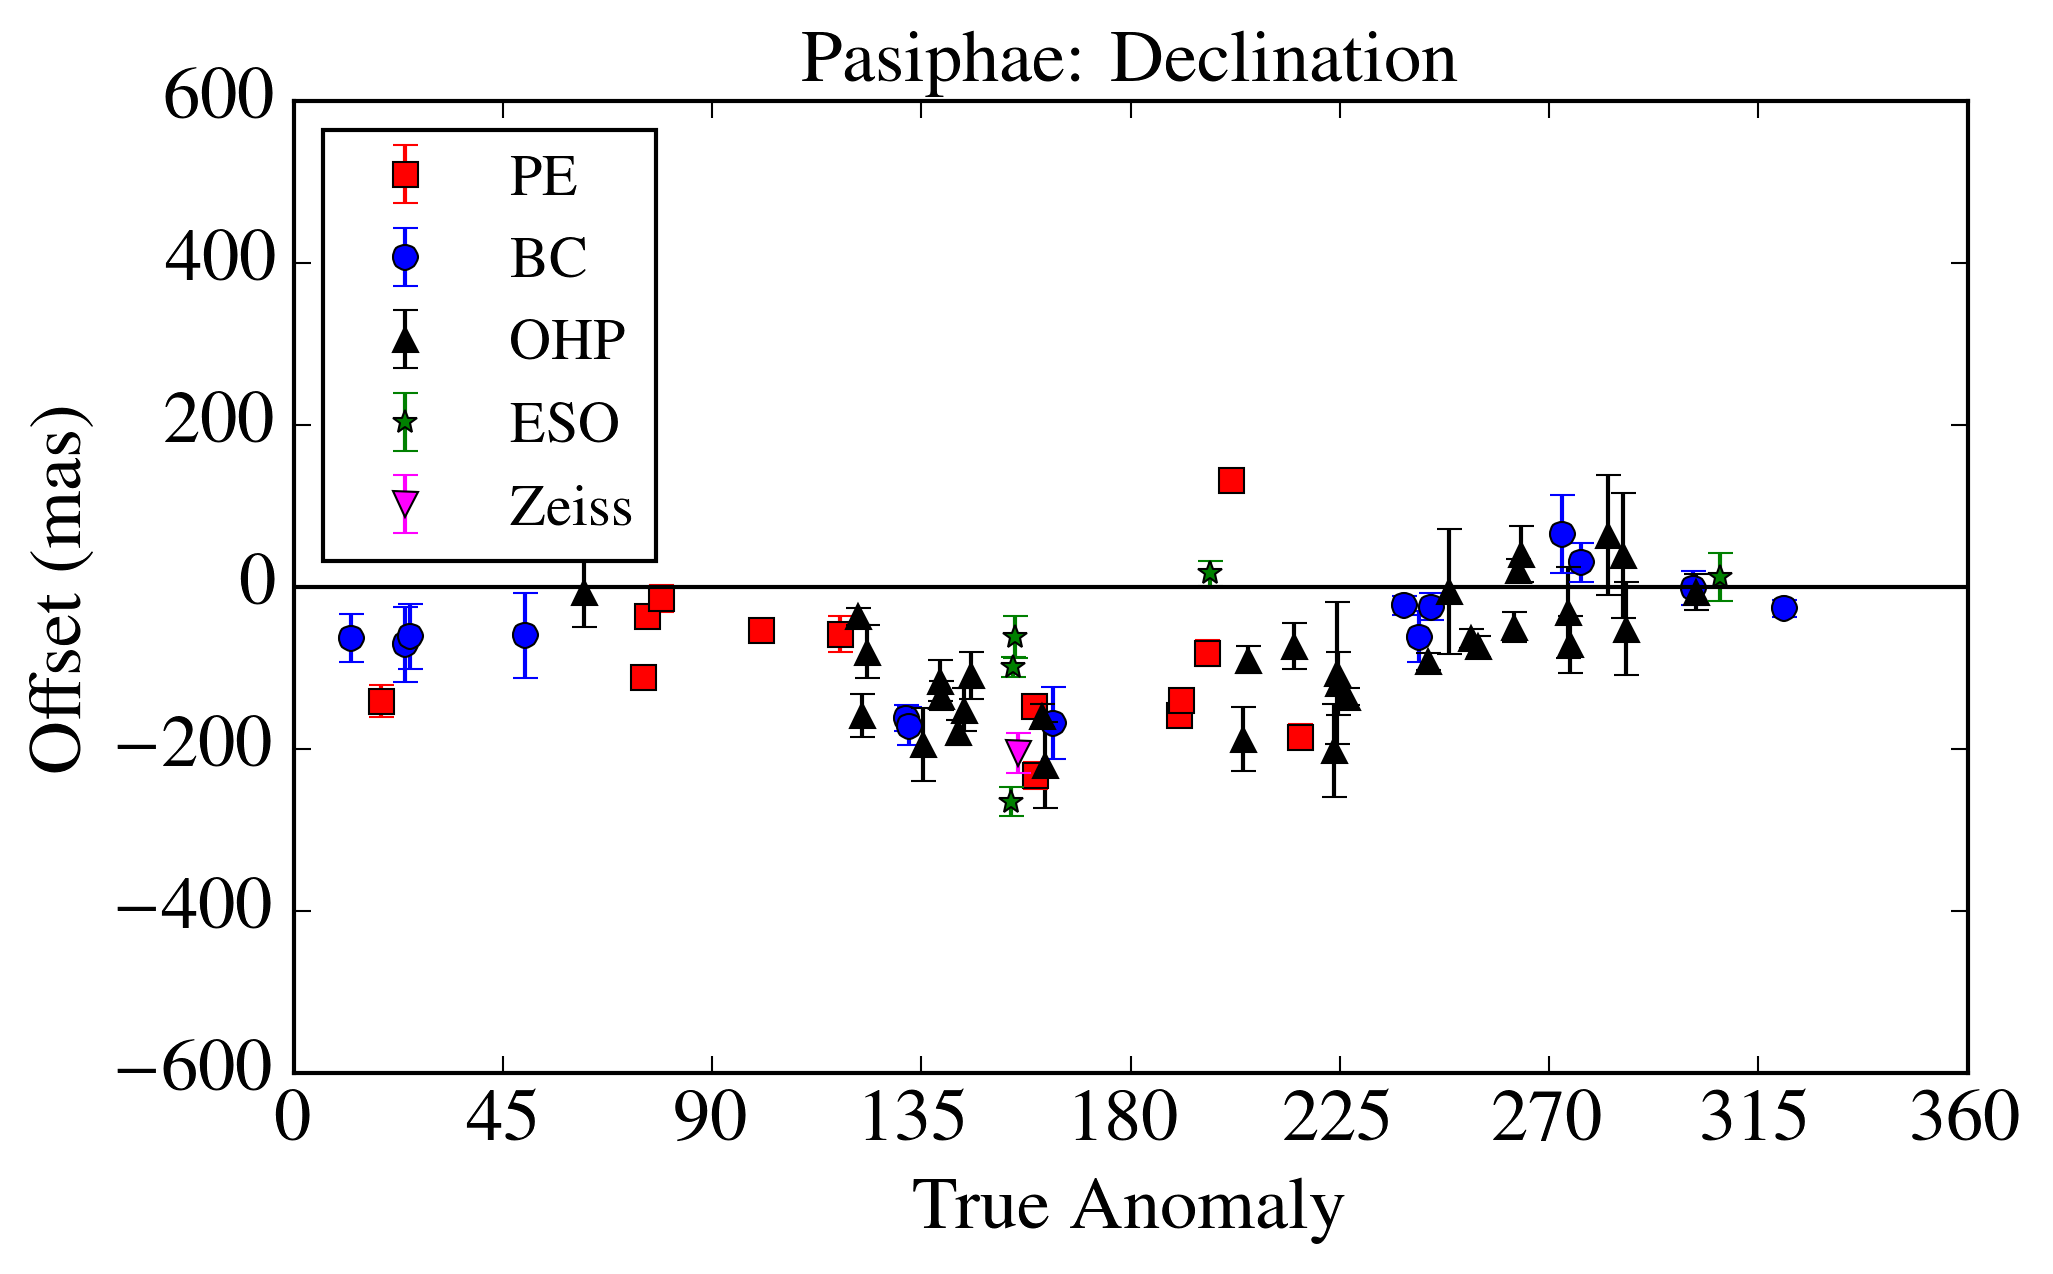 Pasiphae: Declination
600
400
200
0
−200
−400
−600
Offset (mas)
PE
BC
OHP
ESO
Zeiss
0 45 90 135 180 225 270 315 360
True Anomaly